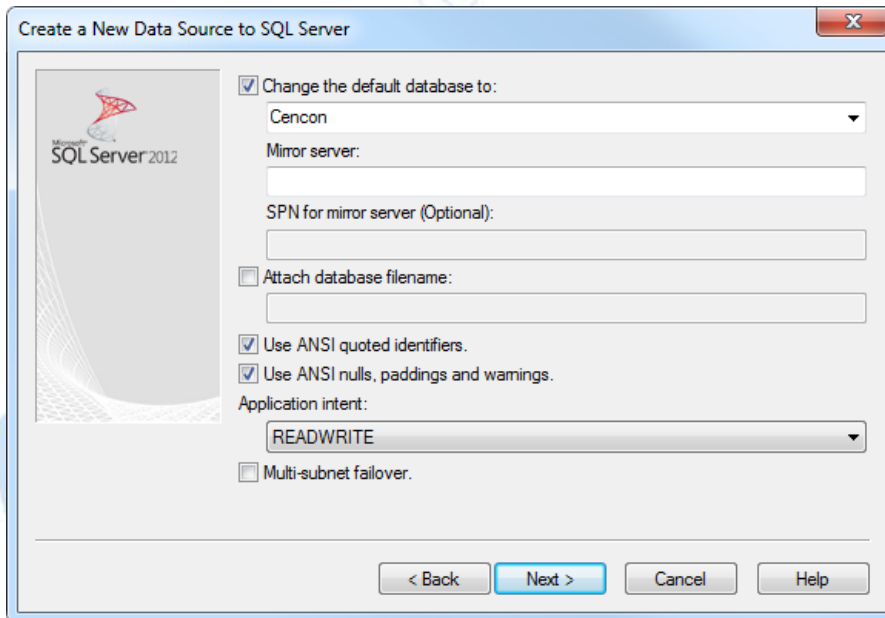 Create a New Data Source to SQL Server
X
Microsoft
SQL Server 2012
Change the default database to:
Cencon
Mirror server:
SPN for mirror server (Optional):
Attach database filename:
Use ANSI quoted identifiers.
Use ANSI nulls, paddings and warnings.
Application intent:
READWRITE
Multi-subnet failover.
< Back Next > Cancel Help